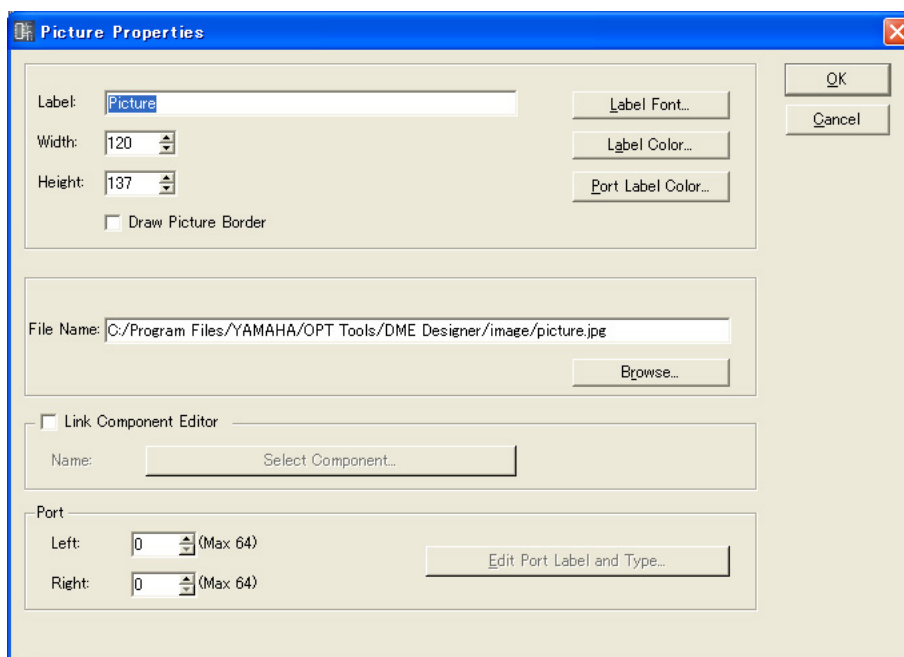 Picture Properties
OK
Label: Picture Label Font...
Cancel
Width: 120 Label Color...
Height: 137 Port Label Color...
Draw Picture Border
File Name: C:/Program Files/YAMAHA/OPT Tools/DME Designer/image/picture.jpg
Browse...
Link Component Editor
Name: Select Component...
Port
Left: 0 (Max 64)
Edit Port Label and Type...
Right: 0 (Max 64)